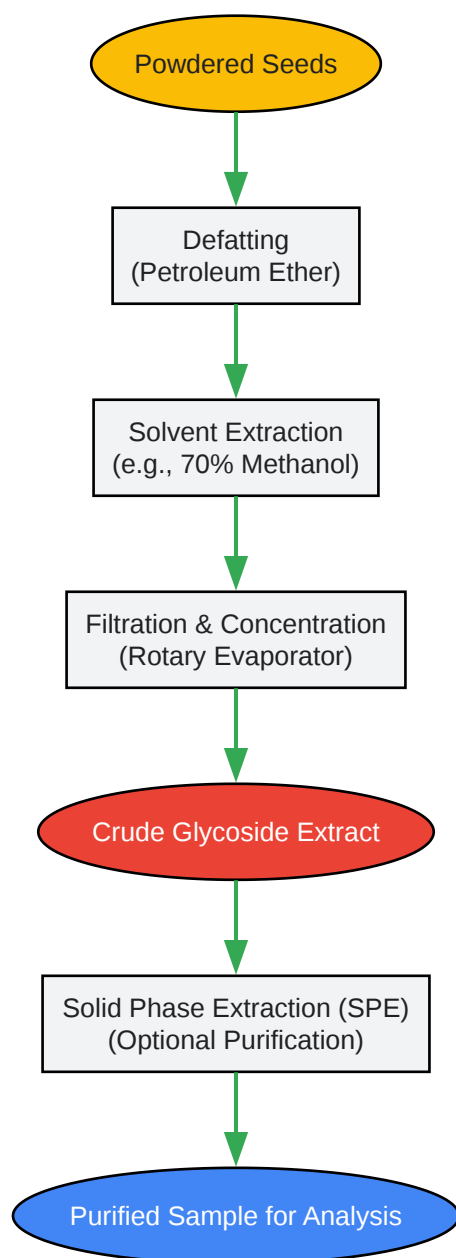 Powdered Seeds
Defatting
(Petroleum Ether)
Solvent Extraction
(e.g., 70% Methanol)
Filtration & Concentration
(Rotary Evaporator)
Crude Glycoside Extract
Solid Phase Extraction (SPE)
(Optional Purification)
Purified Sample for Analysis